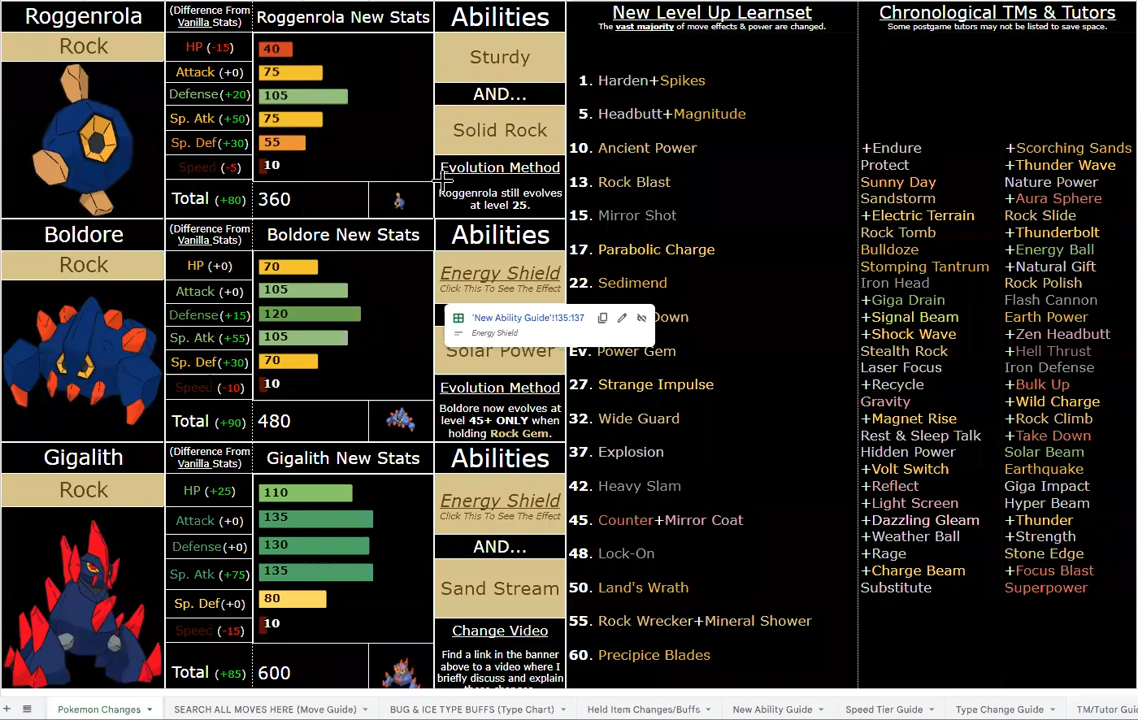 Roggenrola
(Difference From
Vanilla Stats)
Roggenrola New Stats
Abilities
Rock
HP (-15)
40
Attack (+0)
75
Defense (+20)
105
Sp. Atk (+50)
75
Sp. Def (+30)
55
Speed (-5)
10
Total (+80)
360
Sturdy
AND...
Solid Rock
Evolution Method
Roggenrola still evolves
at level 25.
Boldore
(Difference From
Vanilla Stats)
Boldore New Stats
Abilities
Rock
HP (+0)
70
Attack (+0)
105
Defense (+15)
120
Sp. Atk (+55)
105
Sp. Def (+30)
70
Speed (-10)
10
Total (+90)
480
Energy Shield
Click This To See The Effect
'New Ability Guide'!135:137
Energy Shield
Solar Power
Evolution Method
Boldore now evolves at
level 45+ ONLY when
holding Rock Gem.
Gigalith
(Difference From
Vanilla Stats)
Gigalith New Stats
Abilities
Rock
HP (+25)
110
Attack (+0)
135
Defense (+0)
130
Sp. Atk (+75)
135
Sp. Def (+0)
80
Speed (-15)
10
Total (+85)
600
Energy Shield
Click This To See The Effect
AND...
Sand Stream
Change Video
Find a link in the banner
above to a video where I
briefly discuss and explain
New Level Up Learnset
The vast majority of move effects & power are changed.
1. Harden+Spikes
5. Headbutt+Magnitude
10. Ancient Power
13. Rock Blast
15. Mirror Shot
17. Parabolic Charge
22. Sedimend
Down
Ev. Power Gem
27. Strange Impulse
32. Wide Guard
37. Explosion
42. Heavy Slam
45. Counter+Mirror Coat
48. Lock-On
50. Land's Wrath
55. Rock Wrecker+Mineral Shower
60. Precipice Blades
Chronological TMs & Tutors
Some postgame tutors may not be listed to save space.
+Endure
Protect
Sunny Day
Sandstorm
+Electric Terrain
Rock Tomb
Bulldoze
Stomping Tantrum
Iron Head
+Giga Drain
+Signal Beam
+Shock Wave
Stealth Rock
Laser Focus
+Recycle
Gravity
+Magnet Rise
Rest & Sleep Talk
Hidden Power
+Volt Switch
+Reflect
+Light Screen
+Dazzling Gleam
+Weather Ball
+Rage
+Charge Beam
Substitute
+Scorching Sands
+Thunder Wave
Nature Power
+Aura Sphere
Rock Slide
+Thunderbolt
+Energy Ball
+Natural Gift
Rock Polish
Flash Cannon
Earth Power
+Zen Headbutt
+Hell Thrust
Iron Defense
+Bulk Up
+Wild Charge
+Rock Climb
+Take Down
Solar Beam
Earthquake
Giga Impact
Hyper Beam
+Thunder
+Strength
Stone Edge
+Focus Blast
Superpower
Pokemon Changes
SEARCH ALL MOVES HERE (Move Guide)
BUG & ICE TYPE BUFFS (Type Chart)
Held Item Changes/Buffs
New Ability Guide
Speed Tier Guide
Type Change Guide
TM/Tutor Guid